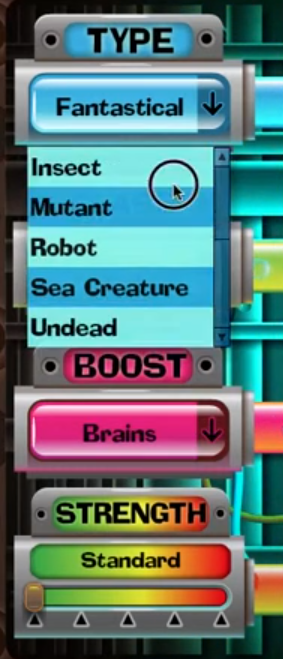 TYPE
Fantastical
Insect
Mutant
Robot
Sea Creature
Undead
BOOST
Brains
STRENGTH
Standard